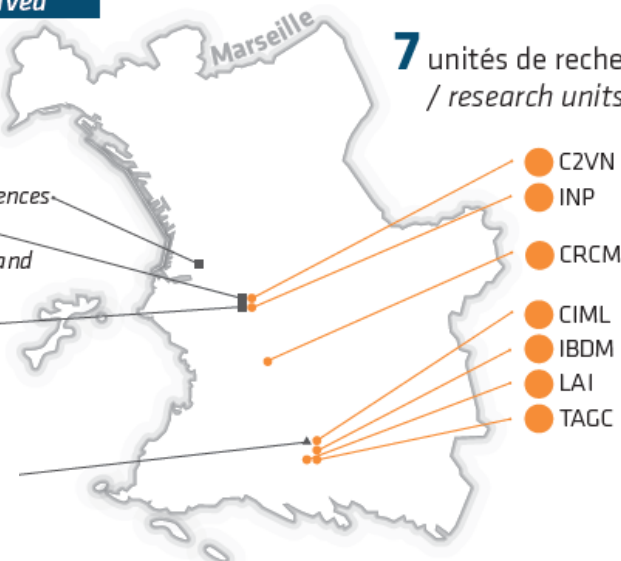 Marseille
7 unités de reche
/ research units
ences
and
C2VN
INP
CRCM
CIML
IBDM
LAI
TAGC